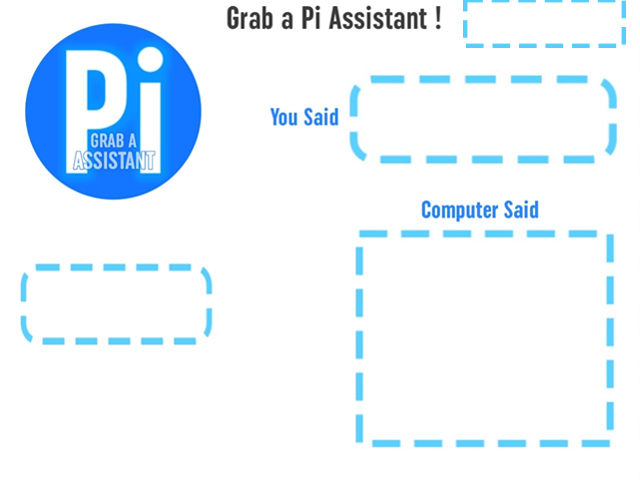 Grab a Pi Assistant !
Pi
GRAB A
ASSISTANT
You Said
Computer Said